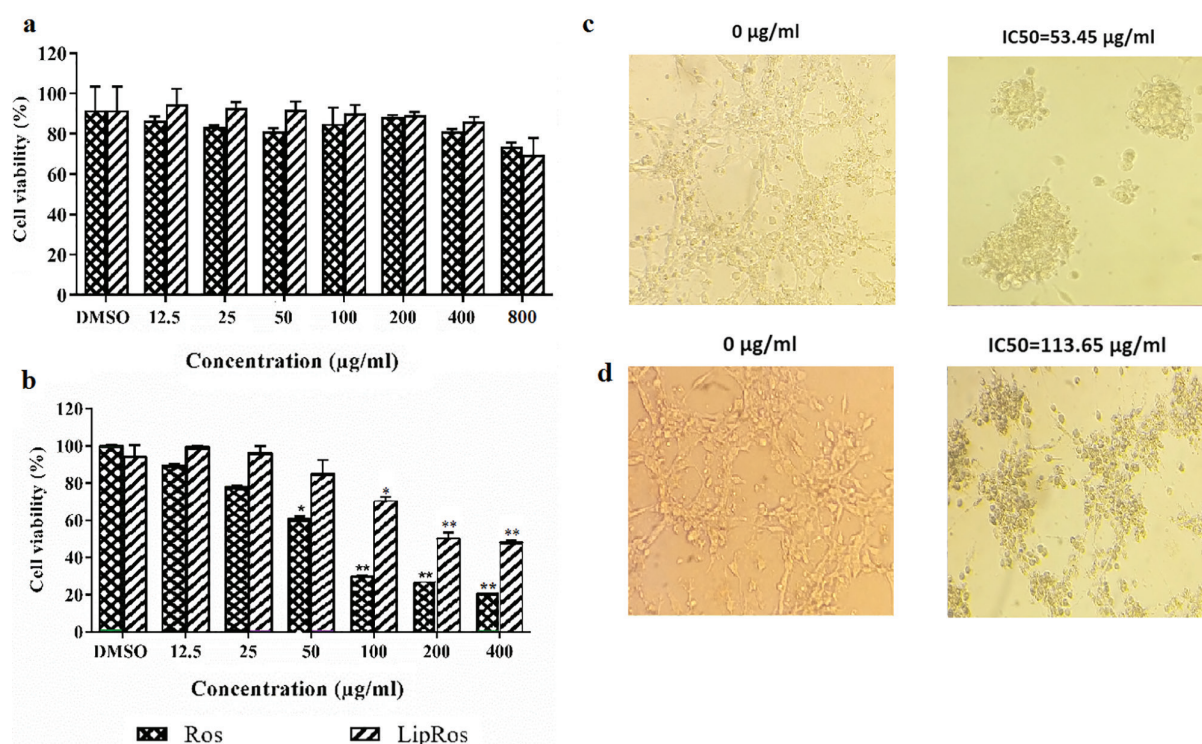 a
120
100
80
60
40
20
0
Cell viability (%)
DMSO 12.5 25 50 100 200 400 800
Concentration (µg/ml)
b
120
100
80
60
40
20
0
Cell viability (%)
*
**
*
**
**
**
**
DMSO 12.5 25 50 100 200 400
Concentration (µg/ml)
Ros LipRos
c
0 µg/ml
IC50=53.45 µg/ml
d
0 µg/ml
IC50=113.65 µg/ml